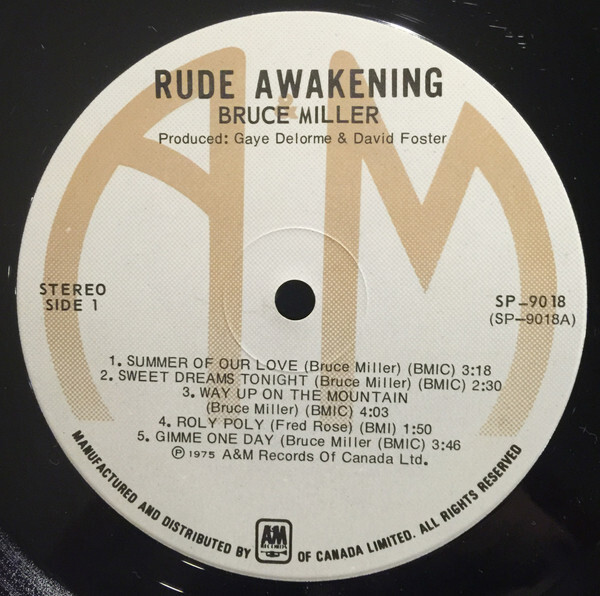 RUDE AWAKENING
BRUCE MILLER
Produced: Gaye Delorme & David Foster
STEREO
SIDE 1
SP-9018
(SP-9018A)
1. SUMMER OF OUR LOVE (Bruce Miller) (BMIC) 3:18
2. SWEET DREAMS TONIGHT (Bruce Miller) (BMIC) 2:30
3. WAY UP ON THE MOUNTAIN
(Bruce Miller) (BMIC) 4:03
4. ROLY POLY (Fred Rose) (BMI) 1:50
5. GIMME ONE DAY (Bruce Miller (BMIC) 3:46
℗ 1975 A&M Records Of Canada Ltd.
MANUFACTURED AND DISTRIBUTED BY A&M RECORDS OF CANADA LIMITED. ALL RIGHTS RESERVED
A&M